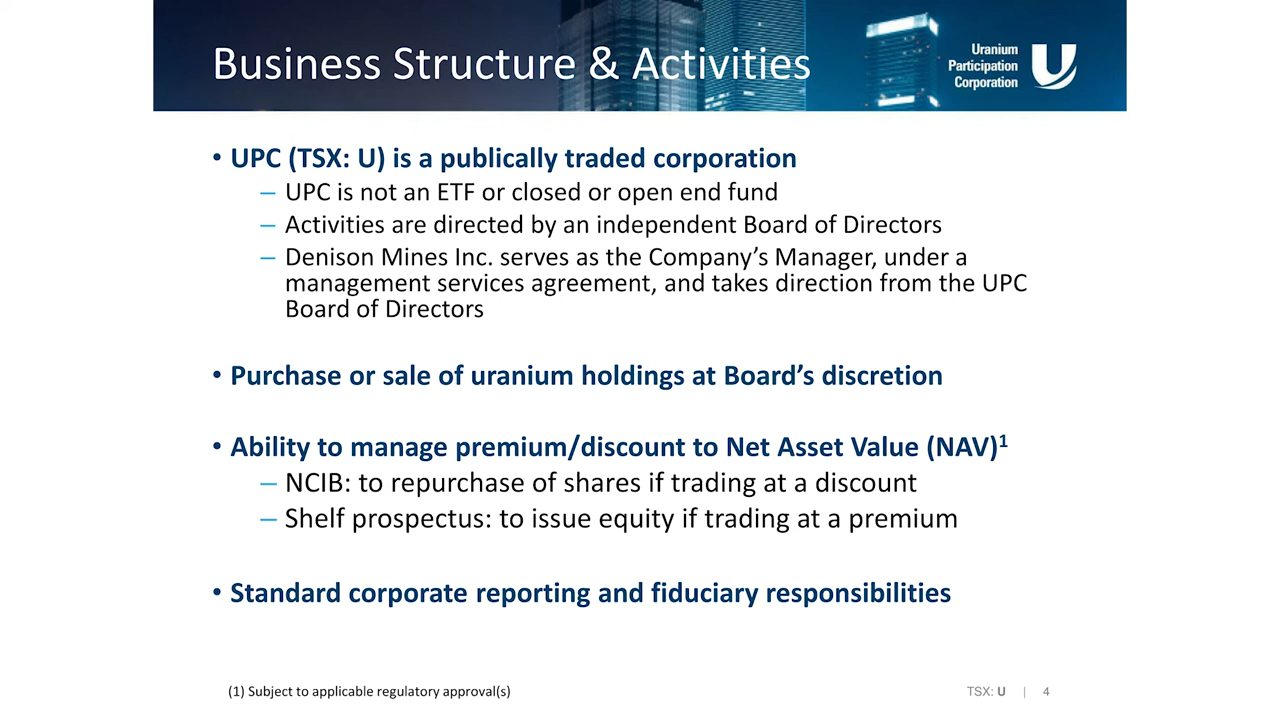 Business Structure & Activities
Uranium
Participation
Corporation
• UPC (TSX: U) is a publically traded corporation
– UPC is not an ETF or closed or open end fund
– Activities are directed by an independent Board of Directors
– Denison Mines Inc. serves as the Company’s Manager, under a
management services agreement, and takes direction from the UPC
Board of Directors
• Purchase or sale of uranium holdings at Board’s discretion
• Ability to manage premium/discount to Net Asset Value (NAV)¹
– NCIB: to repurchase of shares if trading at a discount
– Shelf prospectus: to issue equity if trading at a premium
• Standard corporate reporting and fiduciary responsibilities
(1) Subject to applicable regulatory approval(s)
TSX: U | 4